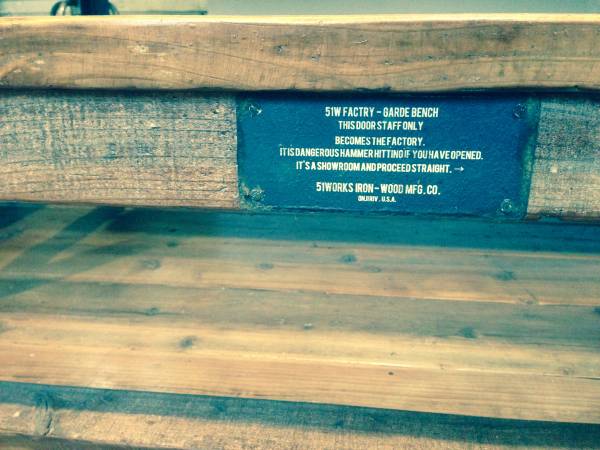 51W FACTRY - GARDE BENCH
THIS DOOR STAFF ONLY
BECOMES THE FACTORY.
IT IS DANGEROUS HAMMER HITTING IF YOU HAVE OPENED.
IT'S A SHOWROOM AND PROCEED STRAIGHT. →
51WORKS IRON-WOOD MFG. CO.
U.S.A.